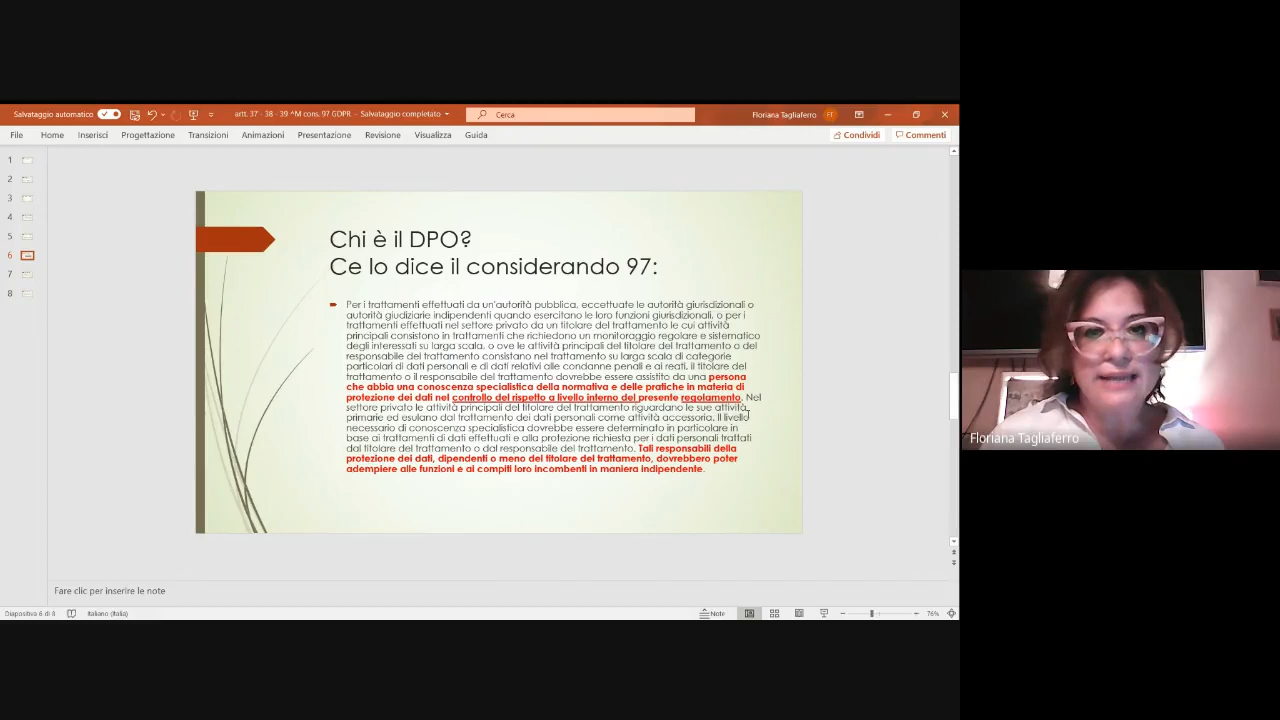 Salvataggio automatico
artt. 37 - 38 - 39 ^M cons. 97 GDPR - Salvataggio completato
Cerca
Floriana Tagliaferro
FT
File Home Inserisci Progettazione Transizioni Animazioni Presentazione Revisione Visualizza Guida
Condividi Commenti
1
2
3
4
5
6
7
8
Chi è il DPO?
Ce lo dice il considerando 97:
Per i trattamenti effettuati da un'autorità pubblica, eccettuate le autorità giurisdizionali o
autorità giudiziarie indipendenti quando esercitano le loro funzioni giurisdizionali, o per i
trattamenti effettuati nel settore privato da un titolare del trattamento le cui attività
principali consistono in trattamenti che richiedono un monitoraggio regolare e sistematico
degli interessati su larga scala, o ove le attività principali del titolare del trattamento o del
responsabile del trattamento consistano nel trattamento su larga scala di categorie
particolari di dati personali e di dati relativi alle condanne penali e ai reati, il titolare del
trattamento o il responsabile del trattamento dovrebbe essere assistito da una persona
che abbia una conoscenza specialistica della normativa e delle pratiche in materia di
protezione dei dati nel controllo del rispetto a livello interno del presente regolamento. Nel
settore privato le attività principali del titolare del trattamento riguardano le sue attività
primarie ed esulano dal trattamento dei dati personali come attività accessoria. Il livello
necessario di conoscenza specialistica dovrebbe essere determinato in particolare in
base ai trattamenti di dati effettuati e alla protezione richiesta per i dati personali trattati
dal titolare del trattamento o dal responsabile del trattamento. Tali responsabili della
protezione dei dati, dipendenti o meno del titolare del trattamento, dovrebbero poter
adempiere alle funzioni e ai compiti loro incombenti in maniera indipendente.
Floriana Tagliaferro
Fare clic per inserire le note
Diapositiva 6 di 8 Italiano (Italia) Note 76%